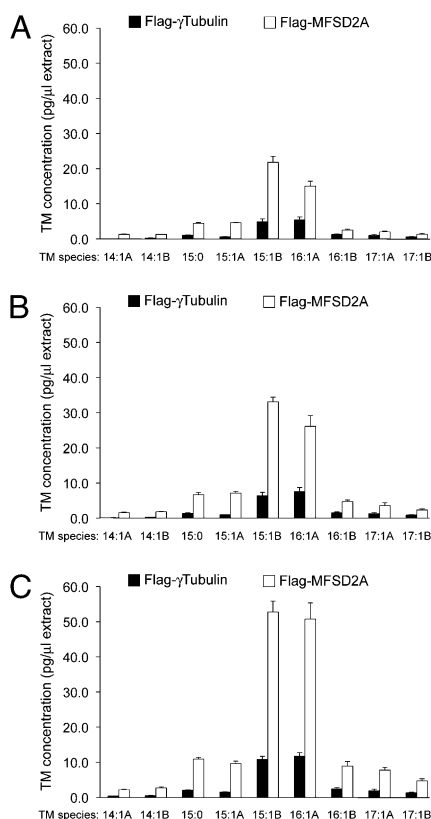 A
Flag-γTubulin Flag-MFSD2A
TM concentration (pg/μl extract)
60.0
50.0
40.0
30.0
20.0
10.0
0.0
TM species: 14:1A 14:1B 15:0 15:1A 15:1B 16:1A 16:1B 17:1A 17:1B
B
Flag-γTubulin Flag-MFSD2A
TM concentration (pg/μl extract)
60.0
50.0
40.0
30.0
20.0
10.0
0.0
TM species: 14:1A 14:1B 15:0 15:1A 15:1B 16:1A 16:1B 17:1A 17:1B
C
Flag-γTubulin Flag-MFSD2A
TM concentration (pg/μl extract)
60.0
50.0
40.0
30.0
20.0
10.0
0.0
TM species: 14:1A 14:1B 15:0 15:1A 15:1B 16:1A 16:1B 17:1A 17:1B